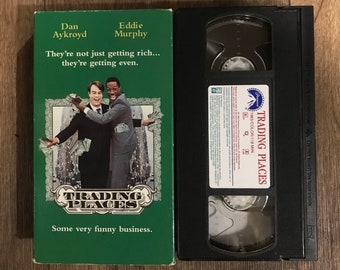 Dan
Aykroyd
Eddie
Murphy
They're not just getting rich...
they're getting even.
TRADING
PLACES
Some very funny business.
TRADING PLACES